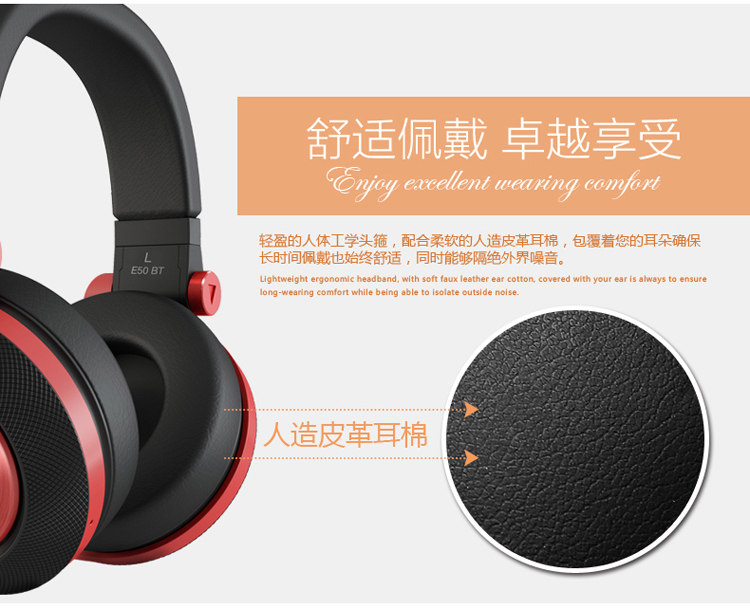 舒适佩戴 卓越享受
Enjoy excellent wearing comfort
轻盈的人体工学头箍，配合柔软的人造皮革耳棉，包覆着您的耳朵确保
长时间佩戴也始终舒适，同时能够隔绝外界噪音。
Lightweight ergonomic headband, with soft faux leather ear cotton, covered with your ear is always to ensure
long-wearing comfort while being able to isolate outside noise.
L
E50 BT
人造皮革耳棉